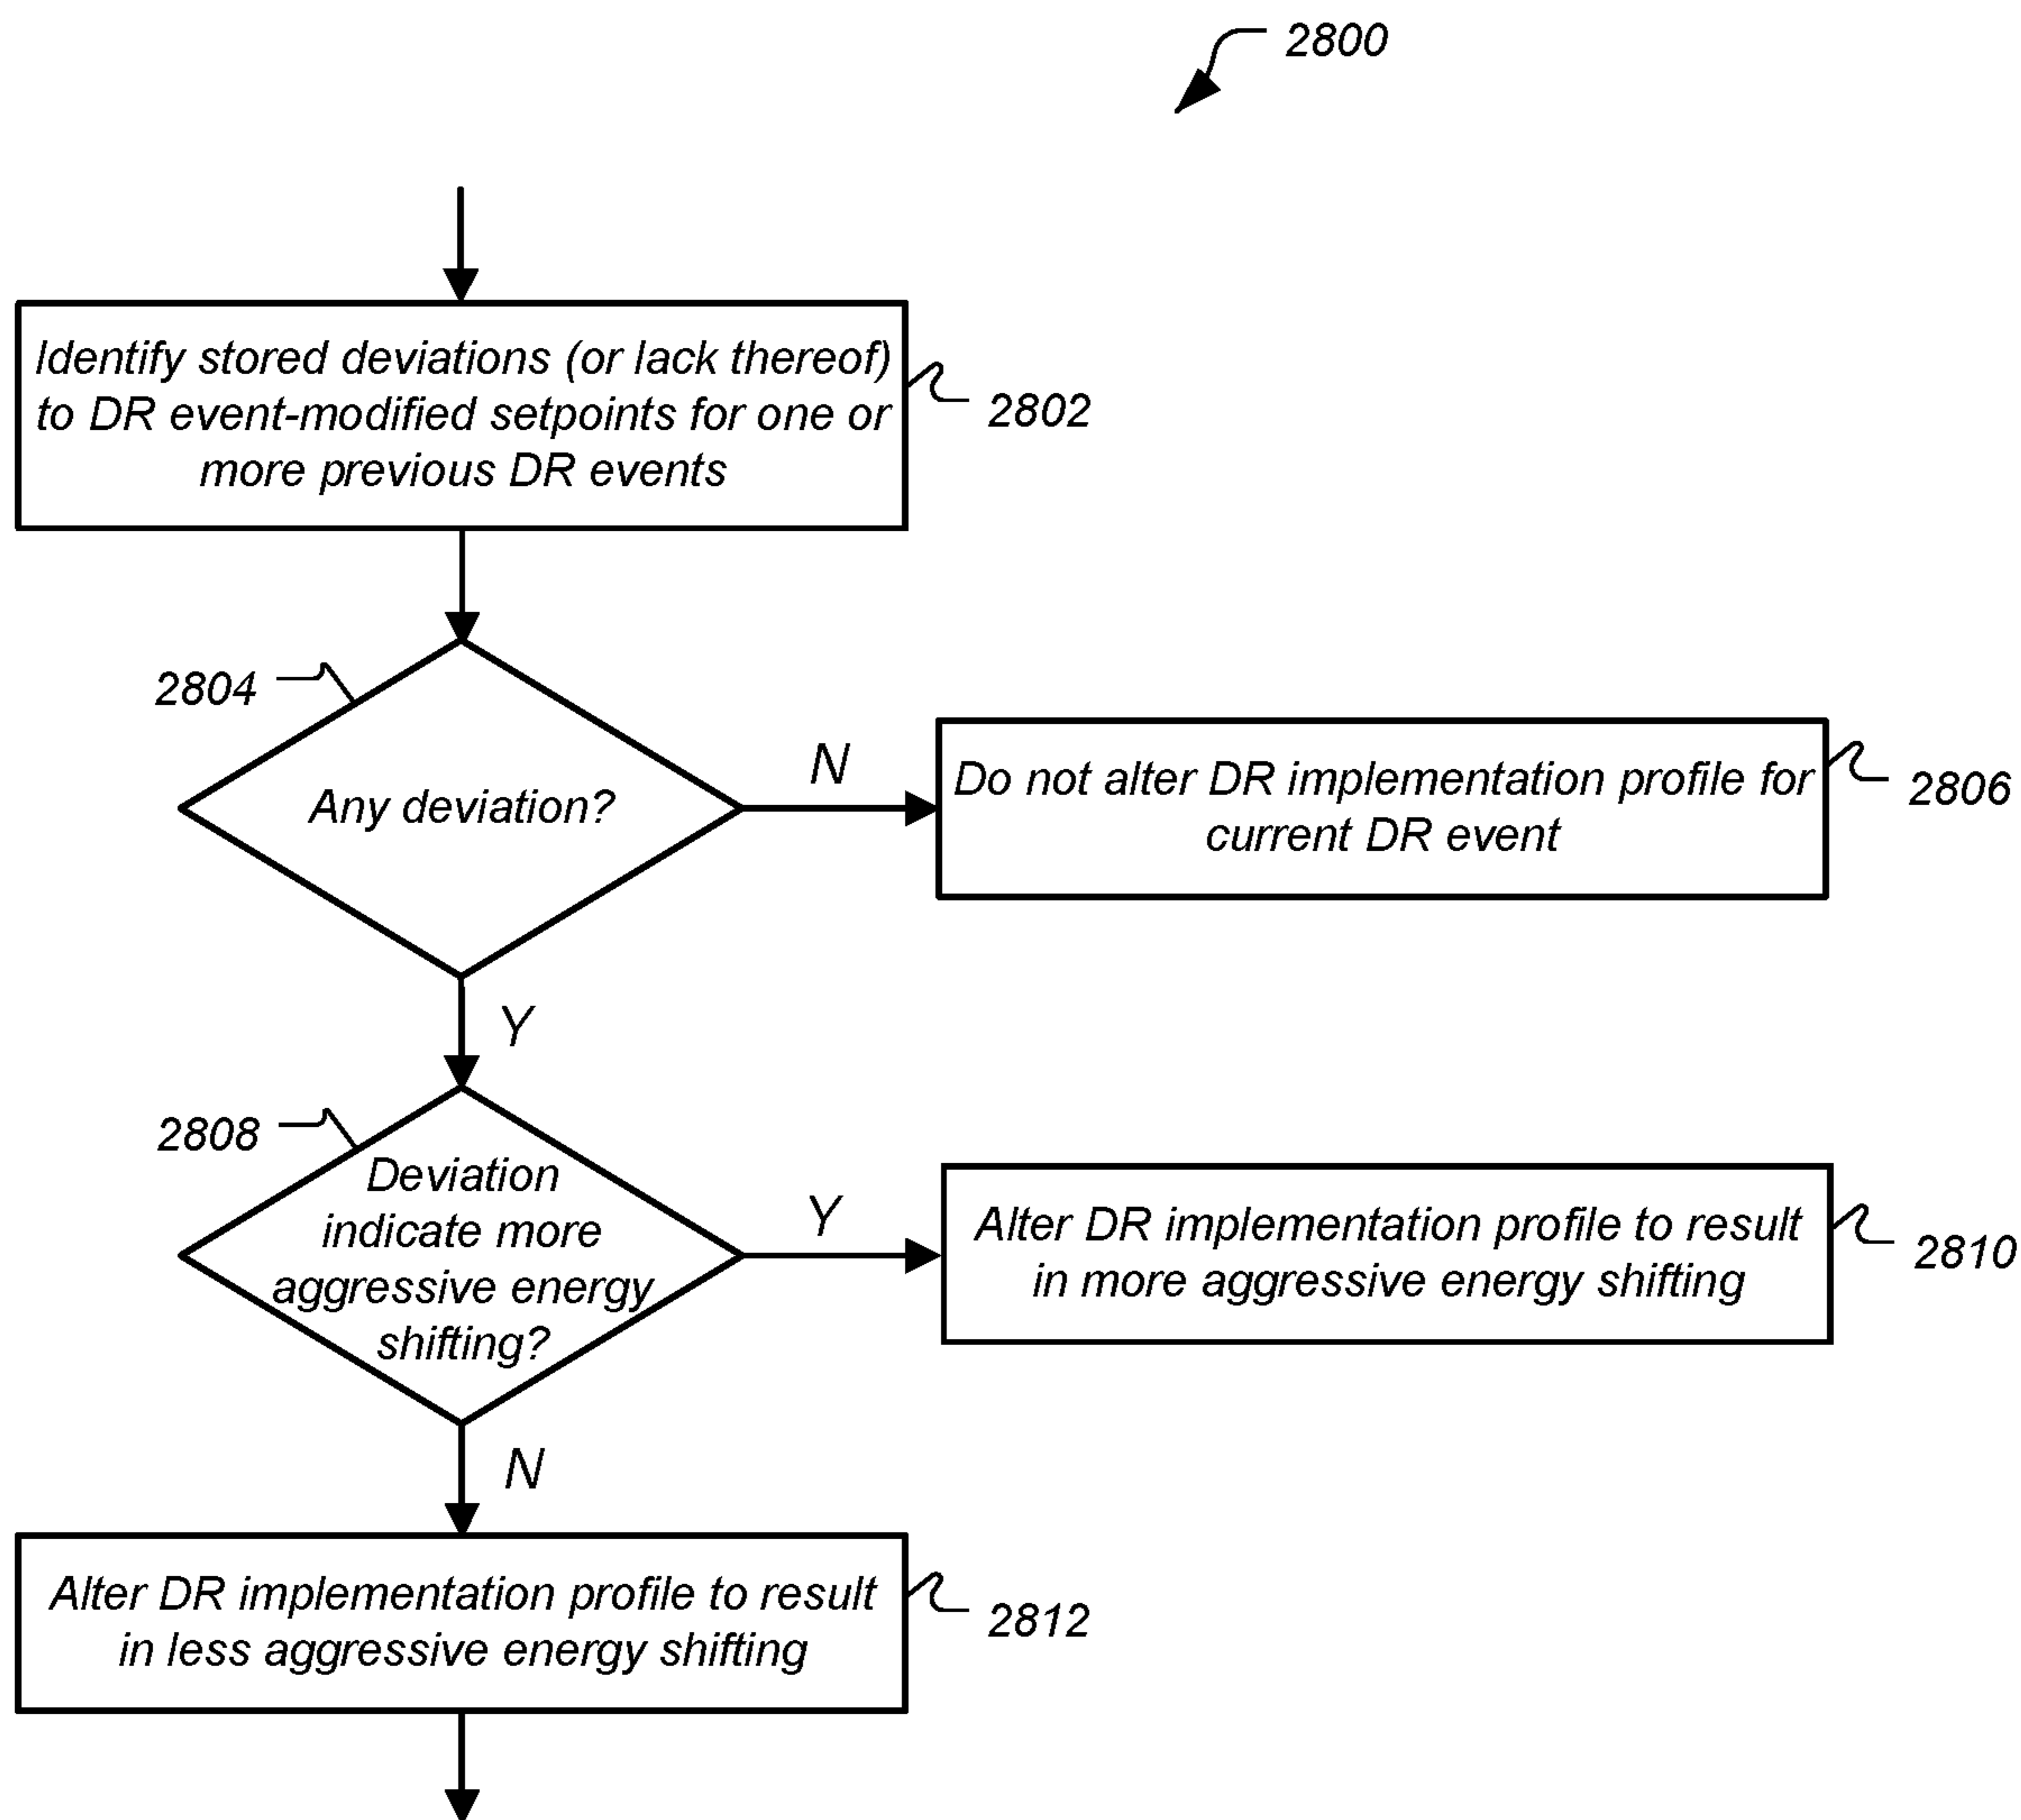 2800
Identify stored deviations (or lack thereof)
to DR event-modified setpoints for one or
more previous DR events
2802
2804
Any deviation?
N
Do not alter DR implementation profile for
current DR event
2806
Y
2808
Deviation
indicate more
aggressive energy
shifting?
Y
Alter DR implementation profile to result
in more aggressive energy shifting
2810
N
Alter DR implementation profile to result
in less aggressive energy shifting
2812